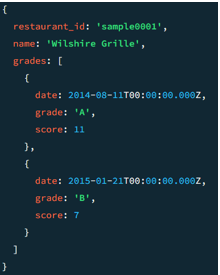 {
restaurant_id: 'sample0001',
name: 'Wilshire Grille',
grades: [
{
date: 2014-08-11T00:00:00.000Z,
grade: 'A',
score: 11
},
{
date: 2015-01-21T00:00:00.000Z,
grade: 'B',
score: 7
}
]
}